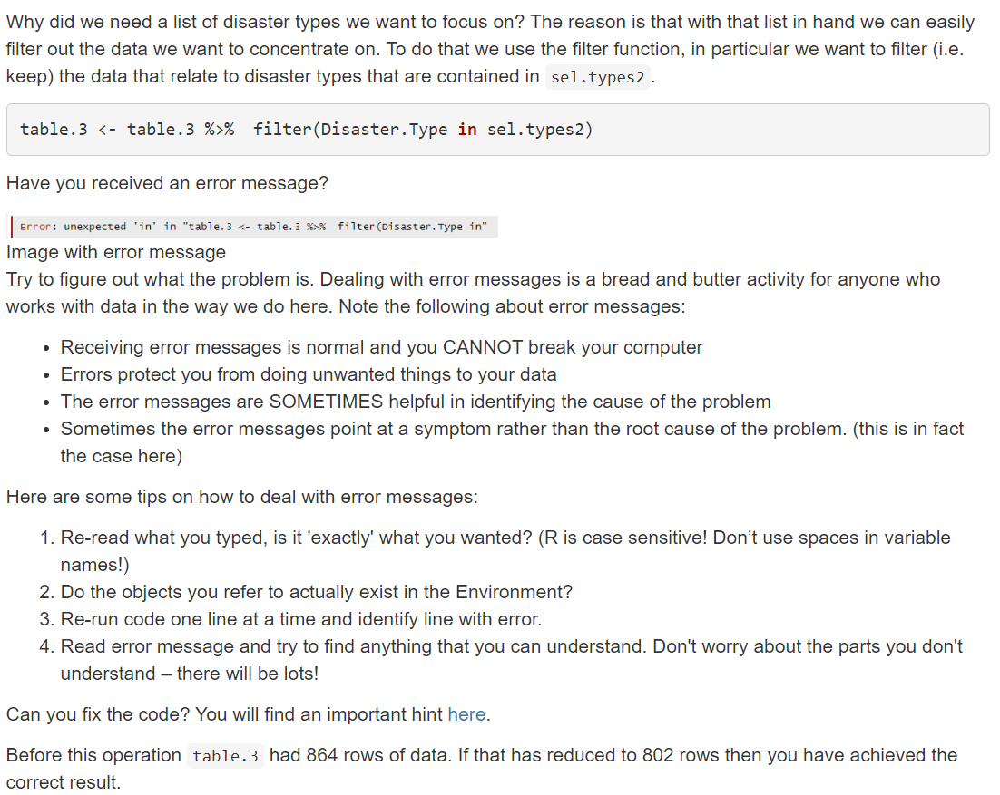 Why did we need a list of disaster types we want to focus on? The reason is that with that list in hand we can easily
filter out the data we want to concentrate on. To do that we use the filter function, in particular we want to filter (i.e.
keep) the data that relate to disaster types that are contained in sel.types2.
table.3 <- table.3 %>%  filter(Disaster.Type in sel.types2)
Have you received an error message?
Error: unexpected 'in' in "table.3 <- table.3 %>%  filter(Disaster.Type in"
Image with error message
Try to figure out what the problem is. Dealing with error messages is a bread and butter activity for anyone who
works with data in the way we do here. Note the following about error messages:
• Receiving error messages is normal and you CANNOT break your computer
• Errors protect you from doing unwanted things to your data
• The error messages are SOMETIMES helpful in identifying the cause of the problem
• Sometimes the error messages point at a symptom rather than the root cause of the problem. (this is in fact
the case here)
Here are some tips on how to deal with error messages:
1. Re-read what you typed, is it 'exactly' what you wanted? (R is case sensitive! Don’t use spaces in variable
names!)
2. Do the objects you refer to actually exist in the Environment?
3. Re-run code one line at a time and identify line with error.
4. Read error message and try to find anything that you can understand. Don't worry about the parts you don't
understand – there will be lots!
Can you fix the code? You will find an important hint here.
Before this operation table.3 had 864 rows of data. If that has reduced to 802 rows then you have achieved the
correct result.